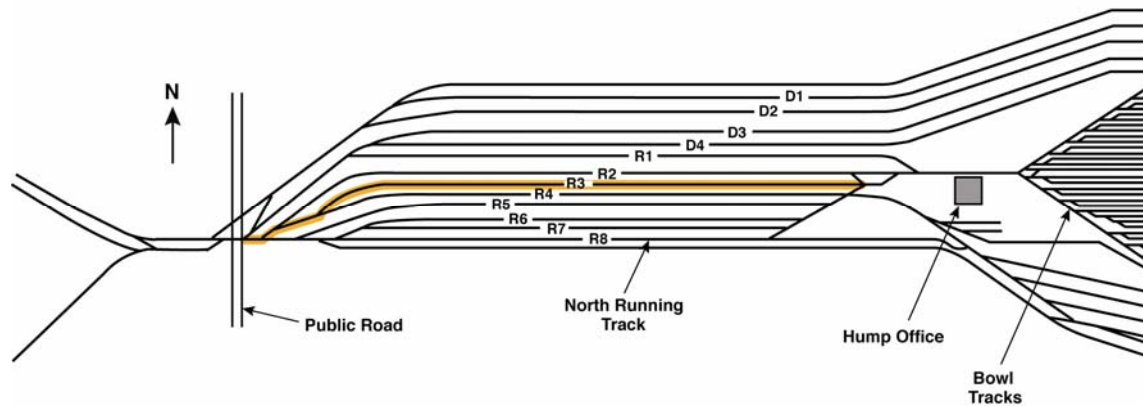 N
D1
D2
D3
D4
R1
R2
R3
R4
R5
R6
R7
R8
Public Road
North Running
Track
Hump Office
Bowl
Tracks